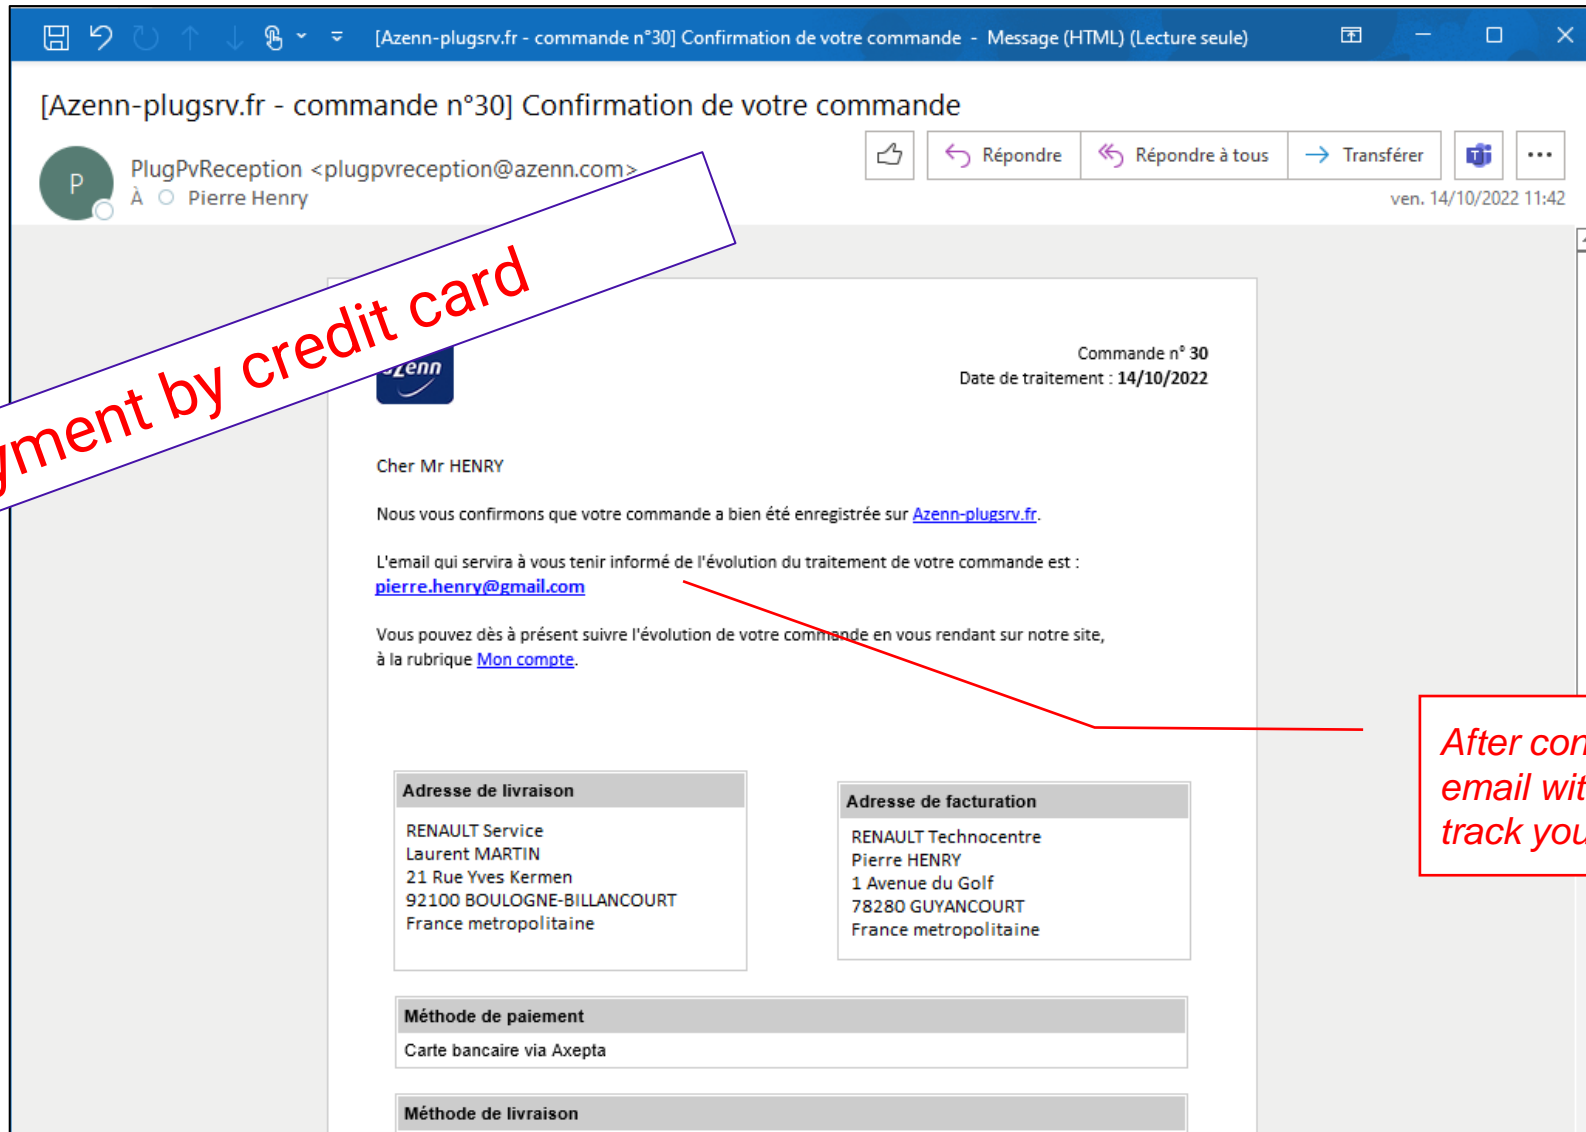 [Azenn-plugsrv.fr - commande n°30] Confirmation de votre commande - Message (HTML) (Lecture seule)
[Azenn-plugsrv.fr - commande n°30] Confirmation de votre commande
P
PlugPvReception <plugpvreception@azenn.com>
À Pierre Henry
Répondre
Répondre à tous
Transférer
ven. 14/10/2022 11:42
yment by credit card
azenn
Commande n° 30
Date de traitement : 14/10/2022
Cher Mr HENRY
Nous vous confirmons que votre commande a bien été enregistrée sur Azenn-plugsrv.fr.
L'email qui servira à vous tenir informé de l'évolution du traitement de votre commande est :
pierre.henry@gmail.com
Vous pouvez dès à présent suivre l'évolution de votre commande en vous rendant sur notre site,
à la rubrique Mon compte.
After con
email wit
track you
Adresse de livraison
RENAULT Service
Laurent MARTIN
21 Rue Yves Kermen
92100 BOULOGNE-BILLANCOURT
France metropolitaine
Adresse de facturation
RENAULT Technocentre
Pierre HENRY
1 Avenue du Golf
78280 GUYANCOURT
France metropolitaine
Méthode de paiement
Carte bancaire via Axepta
Méthode de livraison